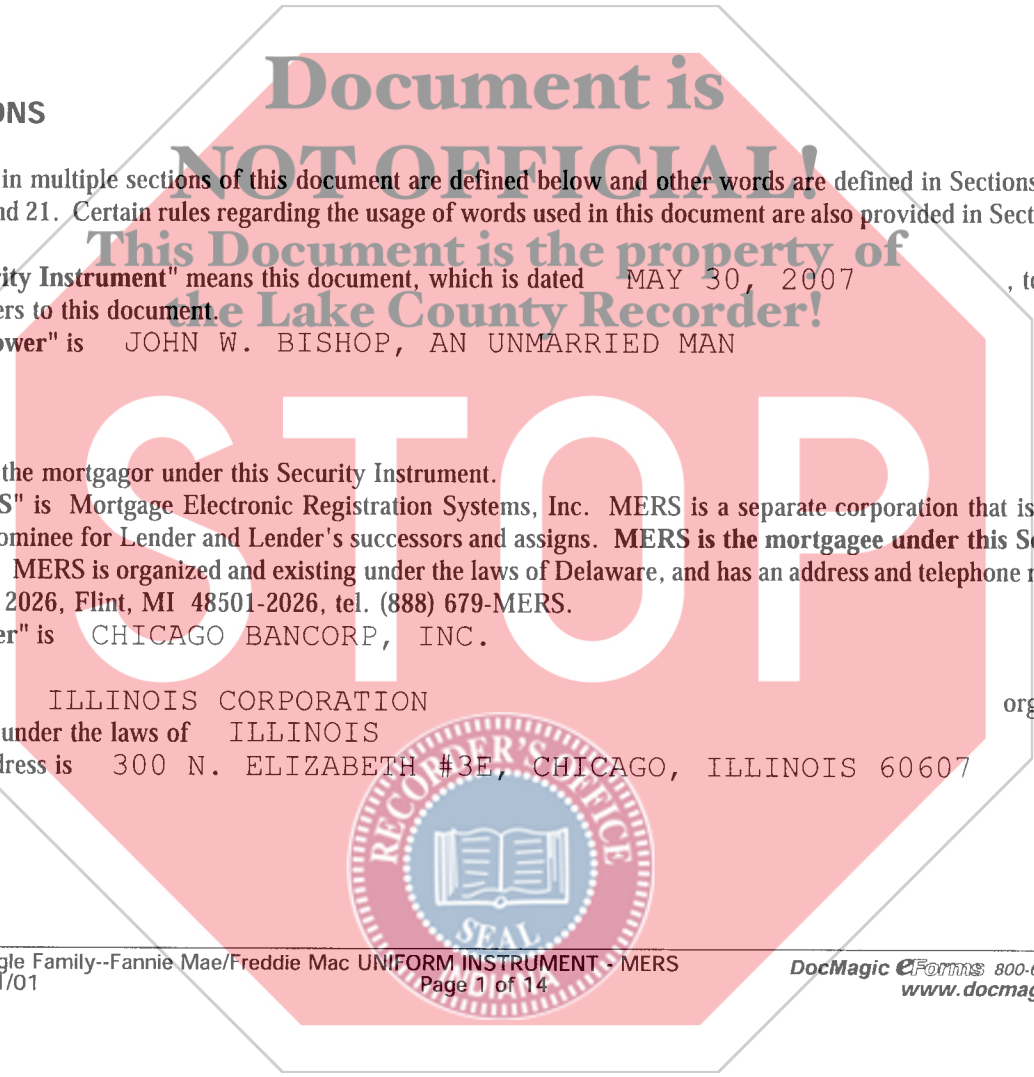 Document is
ONS
NOT OFFICIAL!
in multiple sections of this document are defined below and other words are defined in Sections
nd 21. Certain rules regarding the usage of words used in this document are also provided in Sect
This Document is the property of
rity Instrument" means this document, which is dated MAY 30, 2007 , to
ers to this document.
the Lake County Recorder!
ower" is JOHN W. BISHOP, AN UNMARRIED MAN
STOP
the mortgagor under this Security Instrument.
S" is Mortgage Electronic Registration Systems, Inc. MERS is a separate corporation that is
ominee for Lender and Lender's successors and assigns. MERS is the mortgagee under this Se
MERS is organized and existing under the laws of Delaware, and has an address and telephone n
2026, Flint, MI 48501-2026, tel. (888) 679-MERS.
er" is CHICAGO BANCORP, INC.
ILLINOIS CORPORATION org
under the laws of ILLINOIS
dress is 300 N. ELIZABETH #3E, CHICAGO, ILLINOIS 60607
RECORDER'S OFFICE
SEAL
INDIANA
gle Family--Fannie Mae/Freddie Mac UNIFORM INSTRUMENT - MERS
1/01 Page 1 of 14
DocMagic eForms 800-6
www.docmag